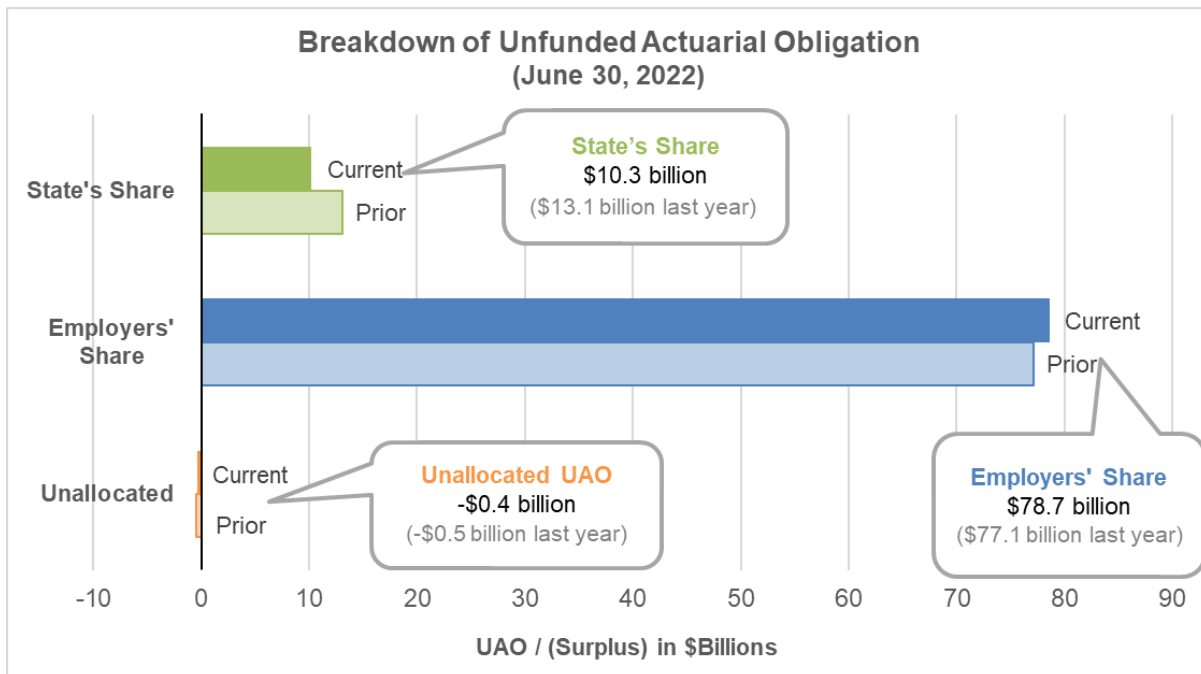 Breakdown of Unfunded Actuarial Obligation
(June 30, 2022)
State's Share
Current
Prior
State’s Share
$10.3 billion
($13.1 billion last year)
Employers'
Share
Current
Prior
Employers' Share
$78.7 billion
($77.1 billion last year)
Unallocated
Current
Prior
Unallocated UAO
-$0.4 billion
(-$0.5 billion last year)
-10 0 10 20 30 40 50 60 70 80 90
UAO / (Surplus) in $Billions